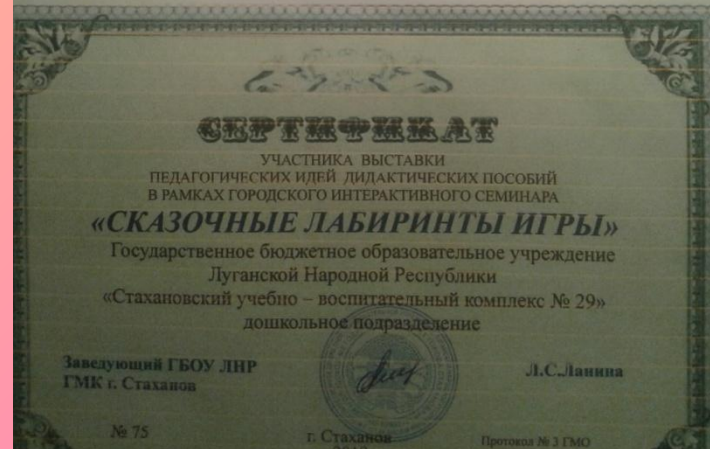 СЕРТИФИКАТ
УЧАСТНИКА ВЫСТАВКИ
ПЕДАГОГИЧЕСКИХ ИДЕЙ ДИДАКТИЧЕСКИХ ПОСОБИЙ
В РАМКАХ ГОРОДСКОГО ИНТЕРАКТИВНОГО СЕМИНАРА
«СКАЗОЧНЫЕ ЛАБИРИНТЫ ИГРЫ»
Государственное бюджетное образовательное учреждение
Луганской Народной Республики
«Стахановский учебно – воспитательный комплекс № 29»
дошкольное подразделение
Заведующий ГБОУ ЛНР
ГМК г. Стаханов
Л.С.Ланина
№ 75
г. Стаханов
Протокол № 3 ГМО